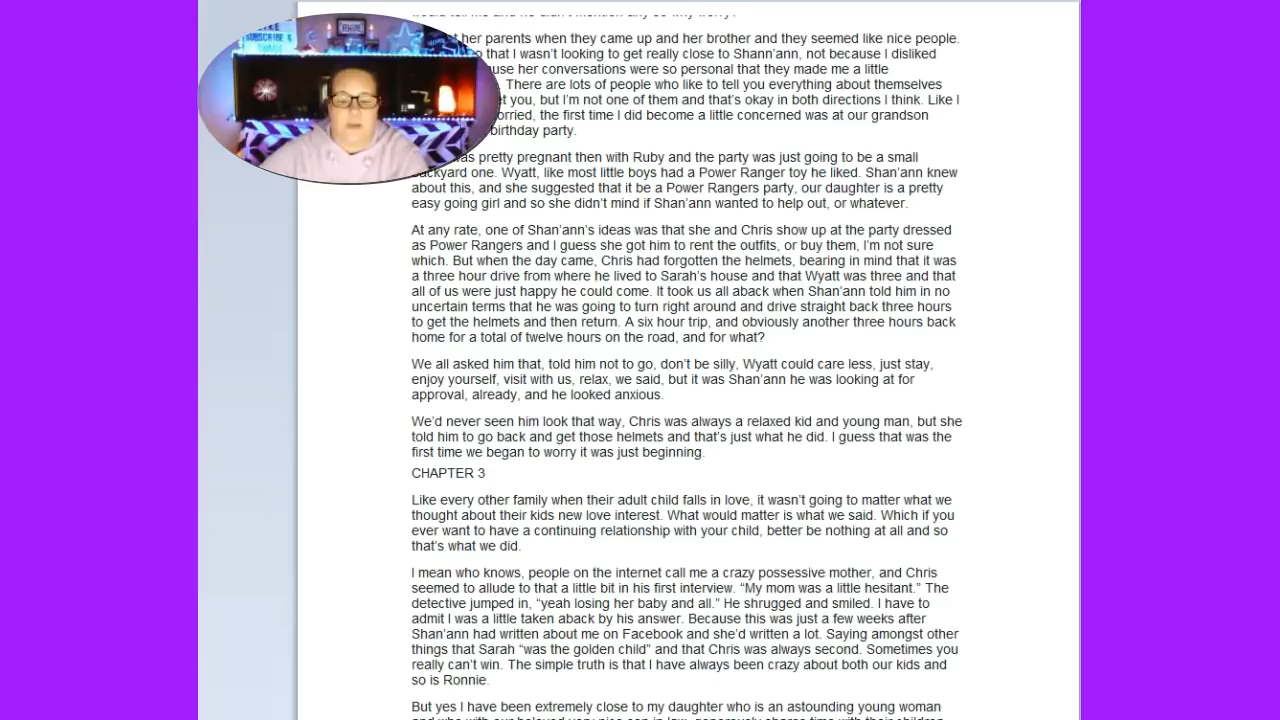 her parents when they came up and her brother and they seemed like nice people.
that I wasn't looking to get really close to Shann'ann, not because I disliked
her conversations were so personal that they made me a little
There are lots of people who like to tell you everything about themselves
you, but I'm not one of them and that's okay in both directions I think. Like I
the first time I did become a little concerned was at our grandson
birthday party.
pretty pregnant then with Ruby and the party was just going to be a small
one. Wyatt, like most little boys had a Power Ranger toy he liked. Shan'ann knew
about this, and she suggested that it be a Power Rangers party, our daughter is a pretty
easy going girl and so she didn't mind if Shan'ann wanted to help out, or whatever.
At any rate, one of Shan'ann's ideas was that she and Chris show up at the party dressed
as Power Rangers and I guess she got him to rent the outfits, or buy them, I'm not sure
which. But when the day came, Chris had forgotten the helmets, bearing in mind that it was
a three hour drive from where he lived to Sarah's house and that Wyatt was three and that
all of us were just happy he could come. It took us all aback when Shan'ann told him in no
uncertain terms that he was going to turn right around and drive straight back three hours
to get the helmets and then return. A six hour trip, and obviously another three hours back
home for a total of twelve hours on the road, and for what?
We all asked him that, told him not to go, don't be silly, Wyatt could care less, just stay,
enjoy yourself, visit with us, relax, we said, but it was Shan'ann he was looking at for
approval, already, and he looked anxious.
We'd never seen him look that way, Chris was always a relaxed kid and young man, but she
told him to go back and get those helmets and that's just what he did. I guess that was the
first time we began to worry it was just beginning.
CHAPTER 3
Like every other family when their adult child falls in love, it wasn't going to matter what we
thought about their kids new love interest. What would matter is what we said. Which if you
ever want to have a continuing relationship with your child, better be nothing at all and so
that's what we did.
I mean who knows, people on the internet call me a crazy possessive mother, and Chris
seemed to allude to that a little bit in his first interview. "My mom was a little hesitant." The
detective jumped in, "yeah losing her baby and all." He shrugged and smiled. I have to
admit I was a little taken aback by his answer. Because this was just a few weeks after
Shan'ann had written about me on Facebook and she'd written a lot. Saying amongst other
things that Sarah "was the golden child" and that Chris was always second. Sometimes you
really can't win. The simple truth is that I have always been crazy about both our kids and
so is Ronnie.
But yes I have been extremely close to my daughter who is an astounding young woman